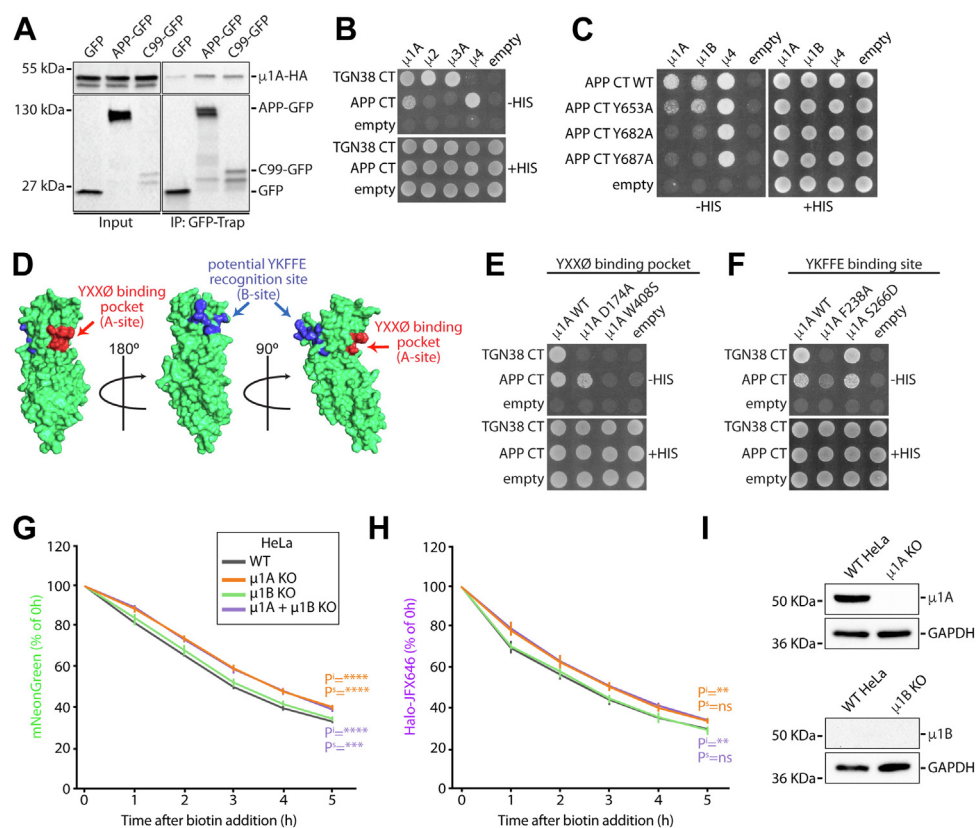 A
GFP
APP-GFP
C99-GFP
GFP
APP-GFP
C99-GFP
55 kDa
μ1A-HA
130 kDa
APP-GFP
C99-GFP
27 kDa
GFP
Input
IP: GFP-Trap
B
μ1A
μ2
μ3A
μ4
empty
TGN38 CT
APP CT
-HIS
empty
TGN38 CT
APP CT
+HIS
empty
C
μ1A
μ1B
μ4
empty
μ1A
μ1B
μ4
empty
APP CT WT
APP CT Y653A
APP CT Y682A
APP CT Y687A
empty
-HIS
+HIS
D
YXXØ binding
pocket
(A-site)
potential YKFFE
recognition site
(B-site)
YXXØ binding
pocket
(A-site)
180º
90º
E
YXXØ binding pocket
μ1A WT
μ1A D174A
μ1A W408S
empty
TGN38 CT
APP CT
-HIS
empty
TGN38 CT
APP CT
+HIS
empty
F
YKFFE binding site
μ1A WT
μ1A F238A
μ1A S266D
empty
TGN38 CT
APP CT
-HIS
empty
TGN38 CT
APP CT
+HIS
empty
G
mNeonGreen (% of 0h)
120
100
80
60
40
20
0
0 1 2 3 4 5
Time after biotin addition (h)
HeLa
WT
μ1A KO
μ1B KO
μ1A + μ1B KO
Pⁱ=****
Pˢ=****
Pⁱ=****
Pˢ=***
H
Halo-JFX646 (% of 0h)
120
100
80
60
40
20
0
0 1 2 3 4 5
Time after biotin addition (h)
Pⁱ=**
Pˢ=ns
Pⁱ=**
Pˢ=ns
I
WT HeLa
μ1A KO
50 KDa
μ1A
36 KDa
GAPDH
WT HeLa
μ1B KO
50 KDa
μ1B
36 KDa
GAPDH